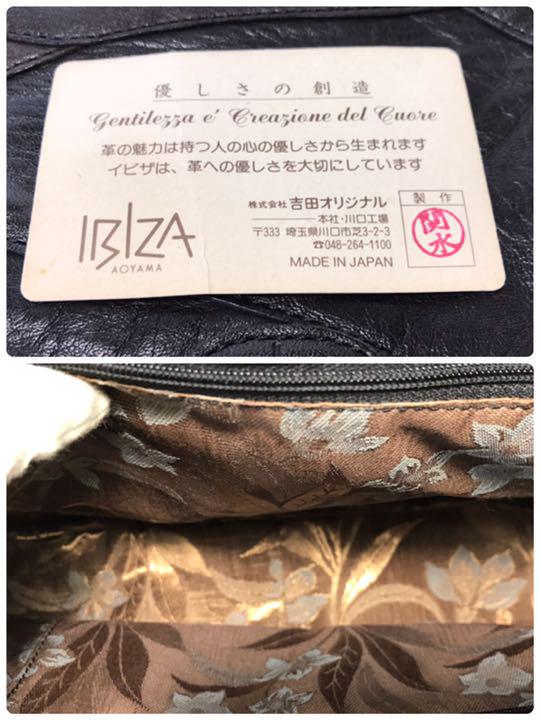 優しさの創造
Gentilezza e' Creazione del Cuore
革の魅力は持つ人の心の優しさから生まれます
イビザは、革への優しさを大切にしています
IBIZA
AOYAMA
株式会社 吉田オリジナル
本社・川口工場
〒333 埼玉県川口市芝3-2-3
☎048-264-1100
MADE IN JAPAN
製作
関水